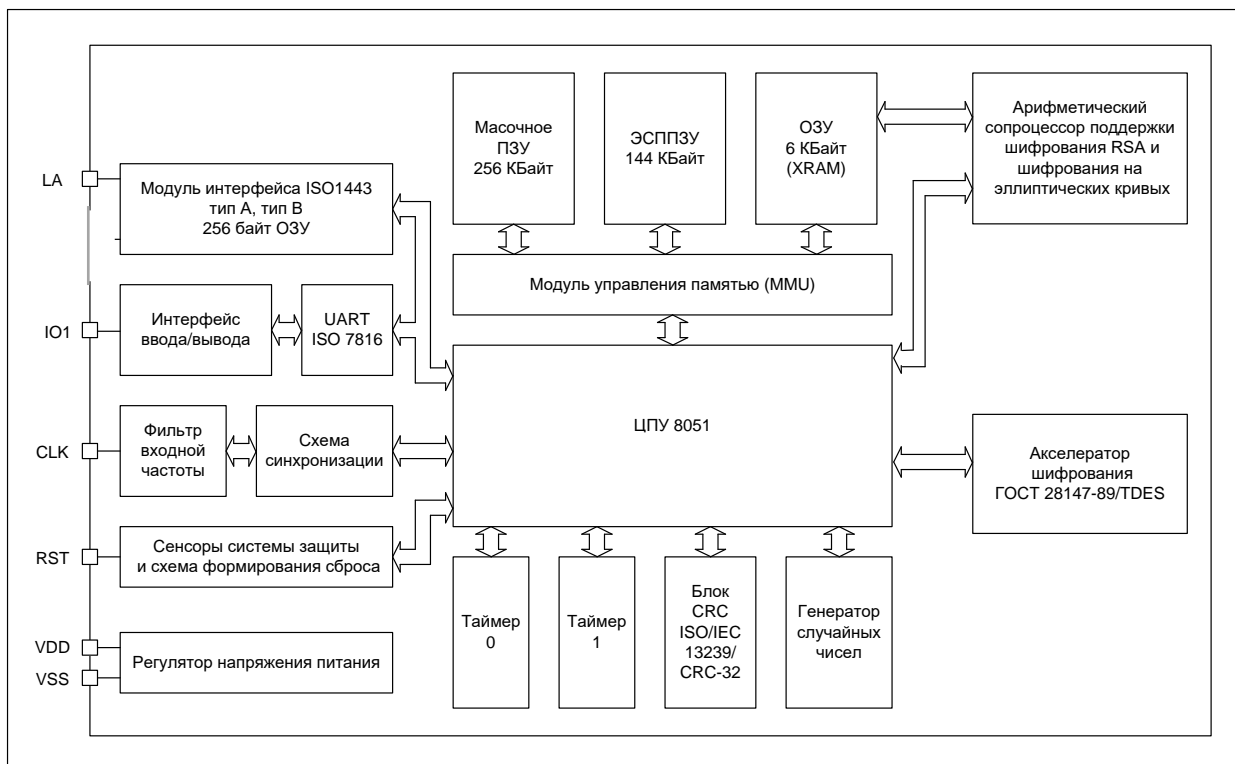 Масочное
ПЗУ
256 КБайт
ЭСППЗУ
144 КБайт
ОЗУ
6 КБайт
(XRAM)
Арифметический
сопроцессор поддержки
шифрования RSA и
шифрования на
эллиптических кривых
LA
Модуль интерфейса ISO1443
тип A, тип B
256 байт ОЗУ
Модуль управления памятью (MMU)
IO1
Интерфейс
ввода/вывода
UART
ISO 7816
ЦПУ 8051
CLK
Фильтр
входной
частоты
Схема
синхронизации
Акселератор
шифрования
ГОСТ 28147-89/TDES
RST
Сенсоры системы защиты
и схема формирования сброса
VDD
VSS
Регулятор напряжения питания
Таймер
0
Таймер
1
Блок
CRC
ISO/IEC
13239/
CRC-32
Генератор
случайных
чисел